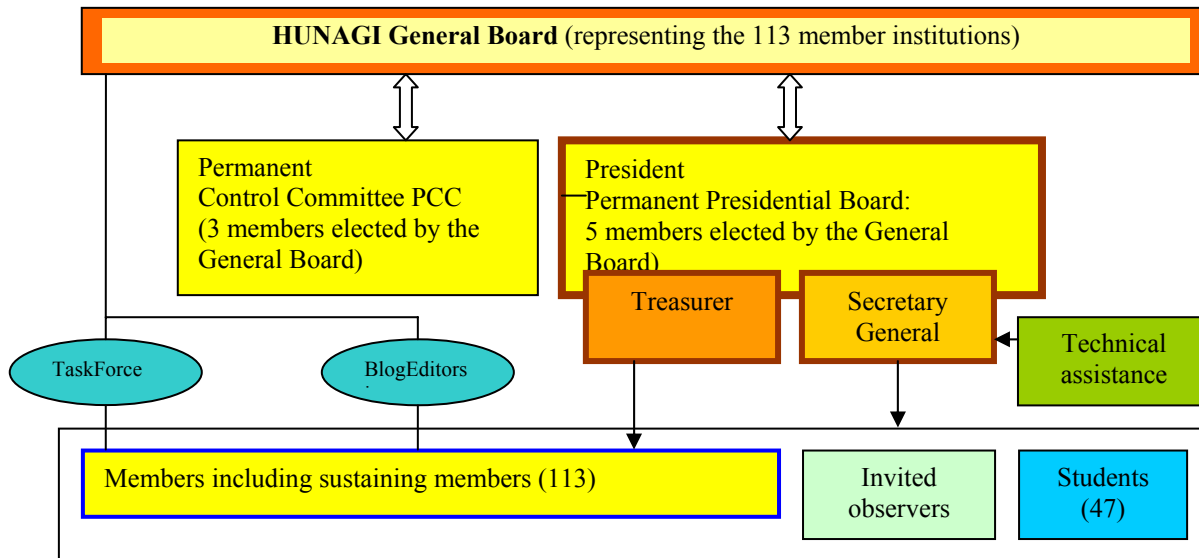 HUNAGI General Board (representing the 113 member institutions)
Permanent
Control Committee PCC
(3 members elected by the
General Board)
President
Permanent Presidential Board:
5 members elected by the General
Board)
Treasurer
Secretary
General
Technical
assistance
TaskForce
BlogEditors
Members including sustaining members (113)
Invited
observers
Students
(47)